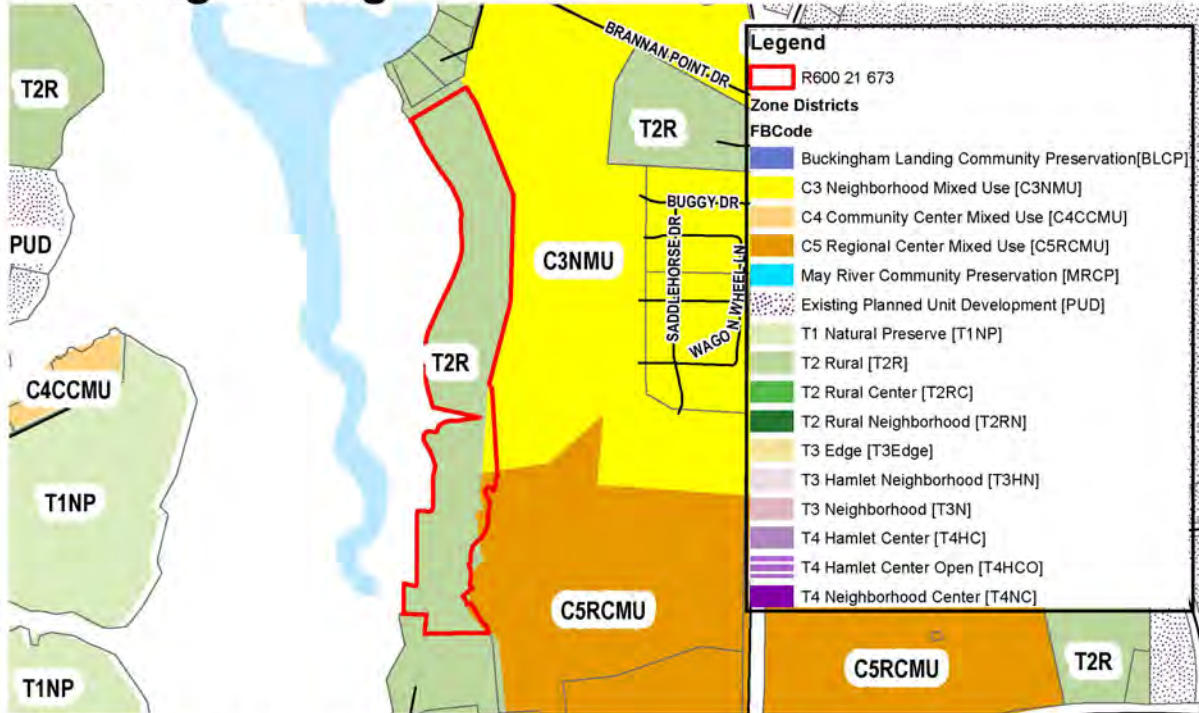 BRANNAN POINT DR
T2R
T2R
BUGGY DR
SADDLEHORSE DR
WAGON WHEEL LN
PUD
C3NMU
T2R
C4CCMU
T1NP
C5RCMU
C5RCMU
T2R
T1NP
Legend
R600 21 673
Zone Districts
FBCode
Buckingham Landing Community Preservation[BLCP]
C3 Neighborhood Mixed Use [C3NMU]
C4 Community Center Mixed Use [C4CCMU]
C5 Regional Center Mixed Use [C5RCMU]
May River Community Preservation [MRCP]
Existing Planned Unit Development [PUD]
T1 Natural Preserve [T1NP]
T2 Rural [T2R]
T2 Rural Center [T2RC]
T2 Rural Neighborhood [T2RN]
T3 Edge [T3Edge]
T3 Hamlet Neighborhood [T3HN]
T3 Neighborhood [T3N]
T4 Hamlet Center [T4HC]
T4 Hamlet Center Open [T4HCO]
T4 Neighborhood Center [T4NC]